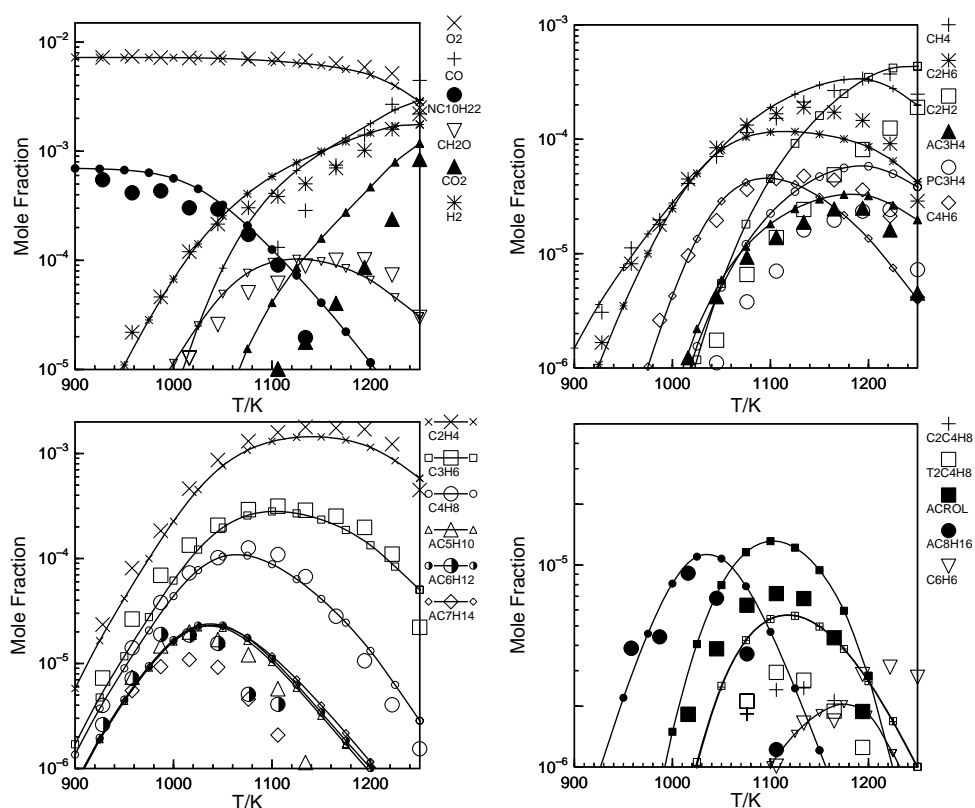 10⁻²
10⁻³
10⁻⁴
10⁻⁵
Mole Fraction
900
1000
1100
1200
T/K
O2
CO
NC10H22
CH2O
CO2
H2
10⁻³
10⁻⁴
10⁻⁵
10⁻⁶
Mole Fraction
900
1000
1100
1200
T/K
CH4
C2H6
C2H2
AC3H4
PC3H4
C4H6
10⁻³
10⁻⁴
10⁻⁵
10⁻⁶
Mole Fraction
900
1000
1100
1200
T/K
C2H4
C3H6
C4H8
AC5H10
AC6H12
AC7H14
10⁻⁵
10⁻⁶
Mole Fraction
900
1000
1100
1200
T/K
C2C4H8
T2C4H8
ACROL
AC8H16
C6H6